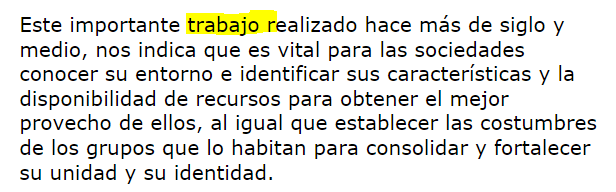 Este importante trabajo realizado hace más de siglo y
medio, nos indica que es vital para las sociedades
conocer su entorno e identificar sus características y la
disponibilidad de recursos para obtener el mejor
provecho de ellos, al igual que establecer las costumbres
de los grupos que lo habitan para consolidar y fortalecer
su unidad y su identidad.